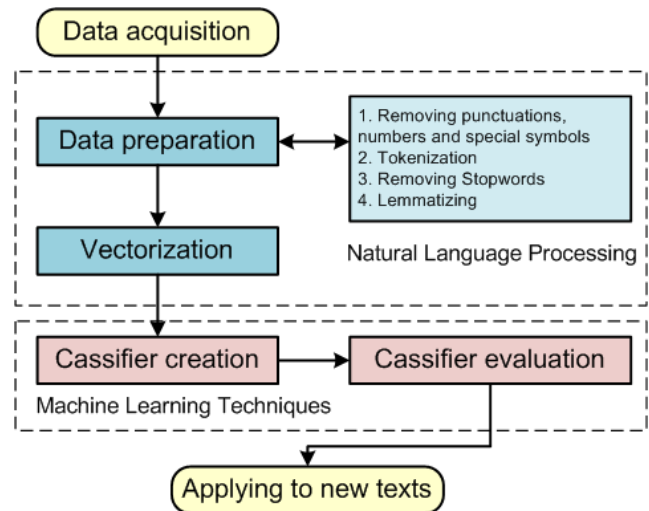 Data acquisition
Data preparation
1. Removing punctuations,
numbers and special symbols
2. Tokenization
3. Removing Stopwords
4. Lemmatizing
Vectorization
Natural Language Processing
Cassifier creation
Cassifier evaluation
Machine Learning Techniques
Applying to new texts